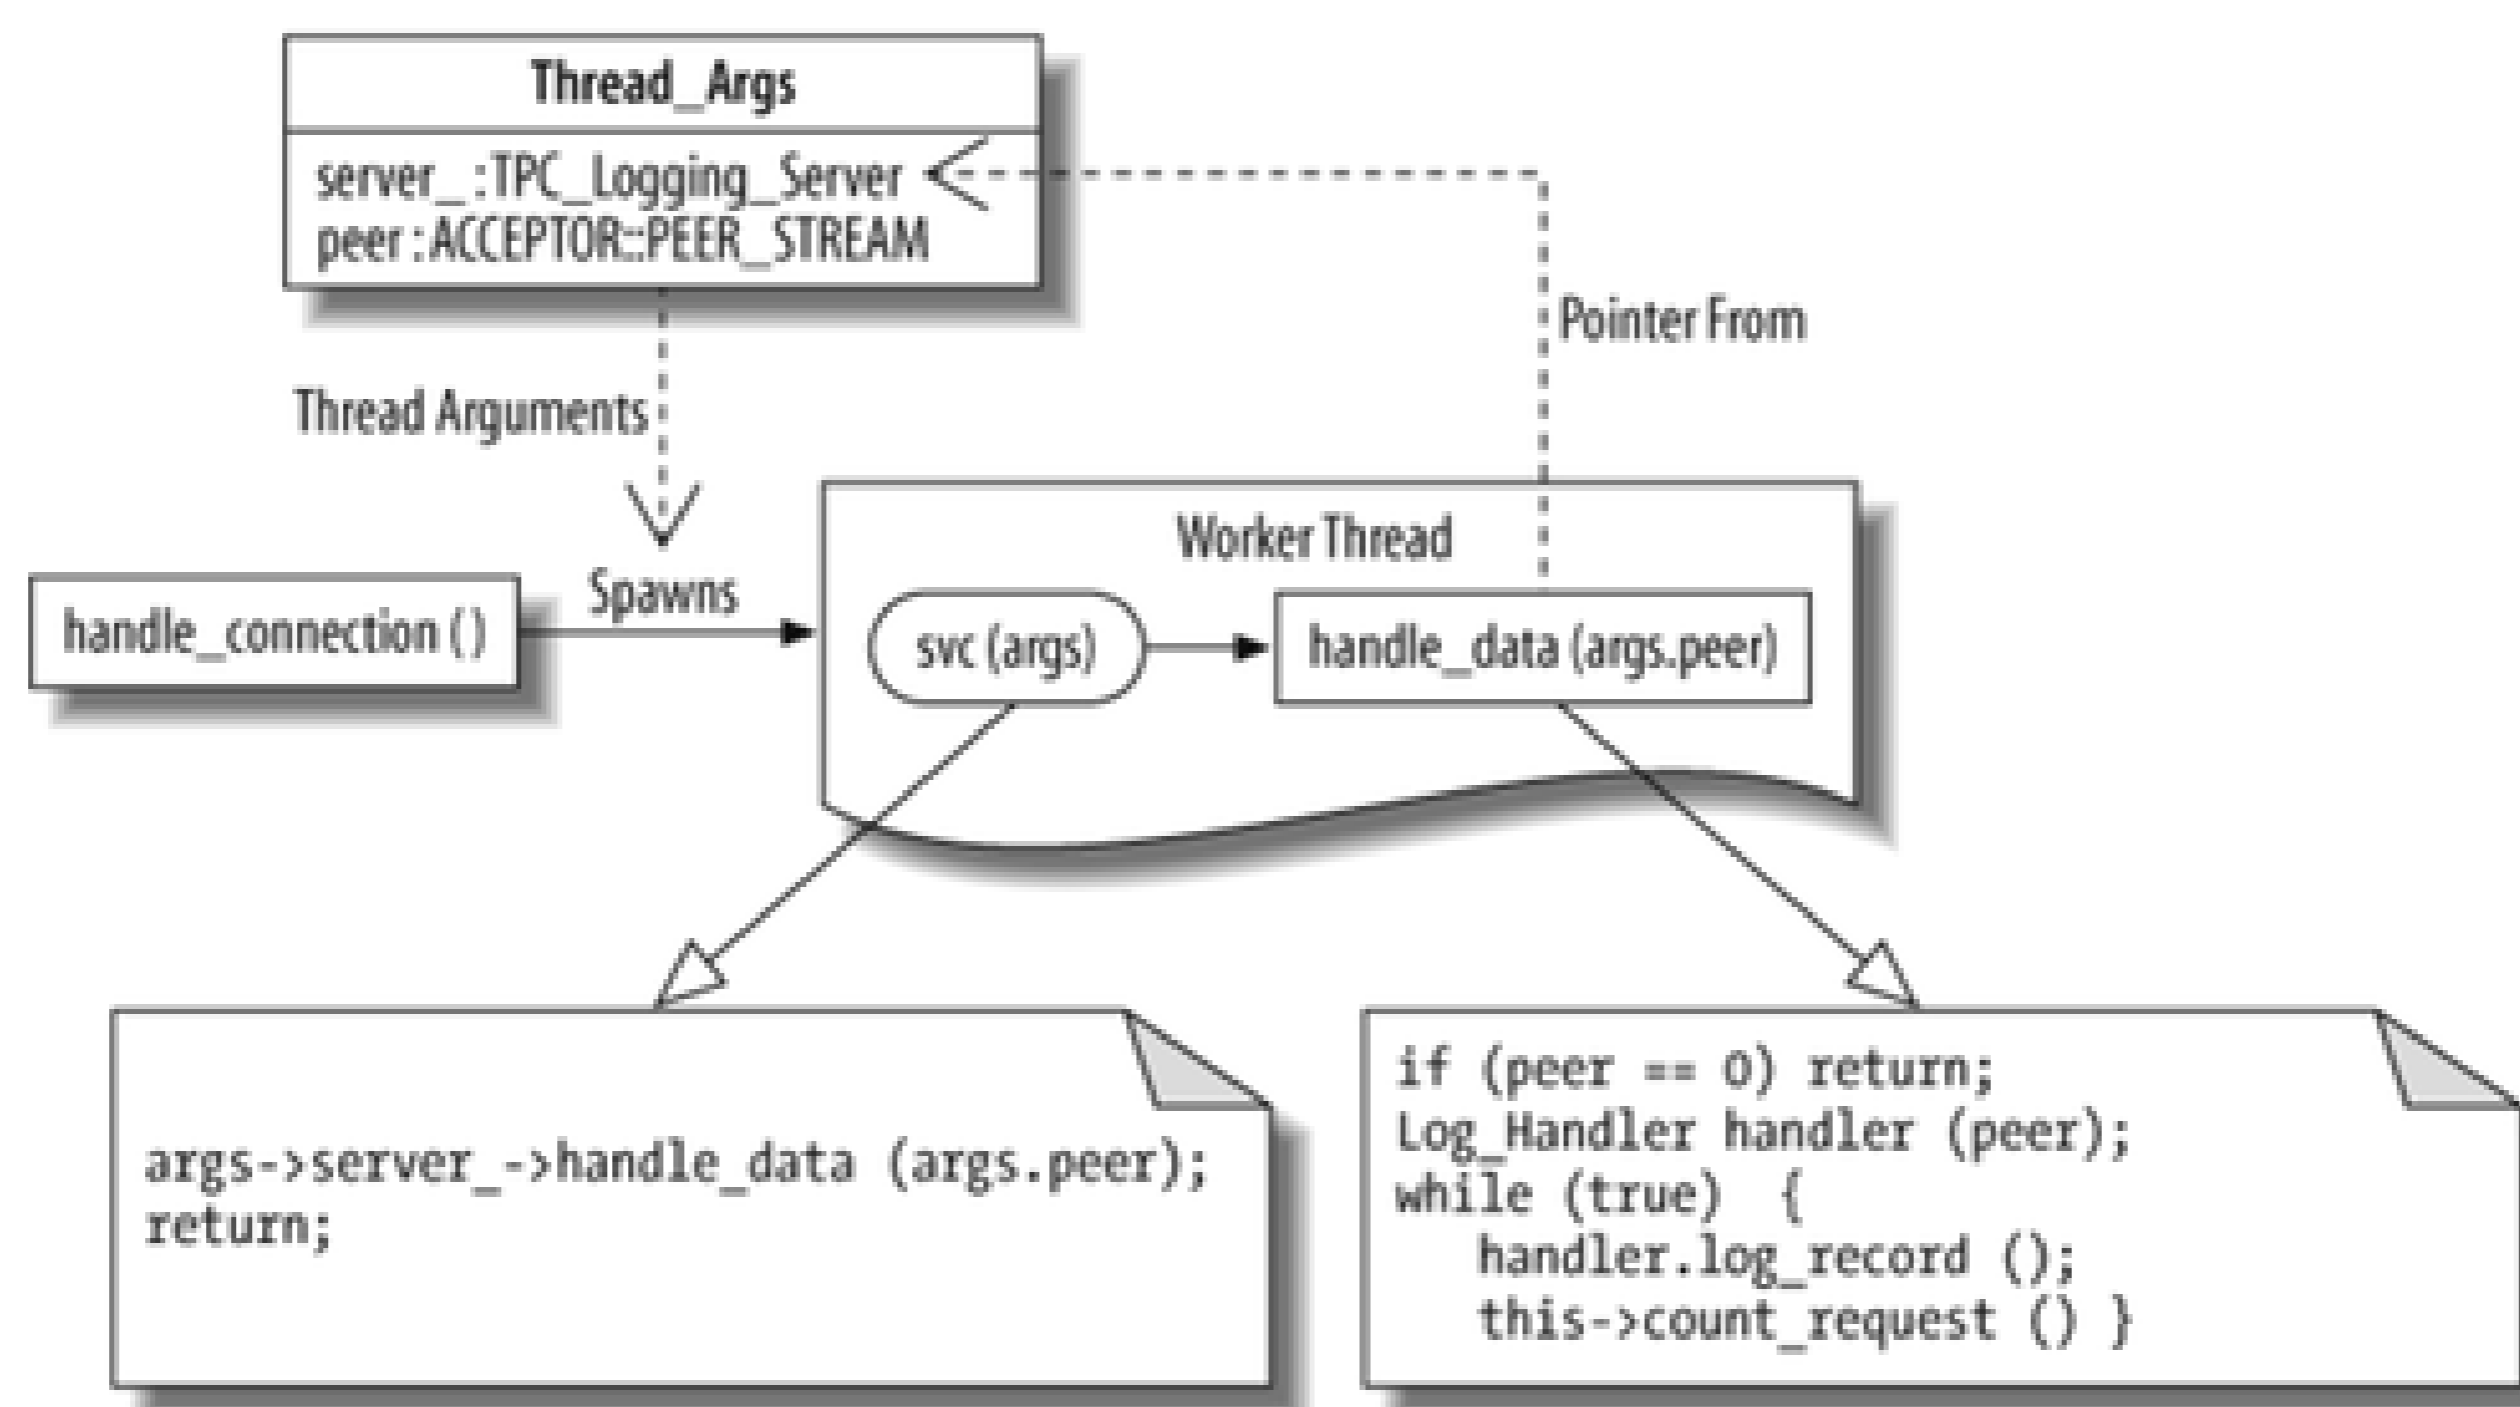 Thread_Args
server_:TPC_Logging_Server
peer:ACCEPTOR::PEER_STREAM
Pointer From
Thread Arguments
Worker Thread
Spawns
handle_connection ()
svc (args)
handle_data (args.peer)
args->server_->handle_data (args.peer);
return;
if (peer == 0) return;
Log_Handler handler (peer);
while (true) {
handler.log_record ();
this->count_request () }